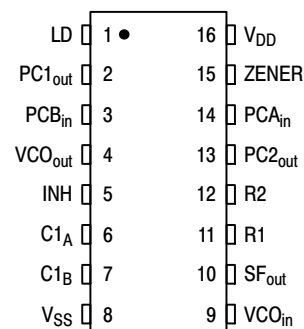 LD 1 16 VDD
PC1out 2 15 ZENER
PCBin 3 14 PCAin
VCOout 4 13 PC2out
INH 5 12 R2
C1A 6 11 R1
C1B 7 10 SFout
VSS 8 9 VCOin